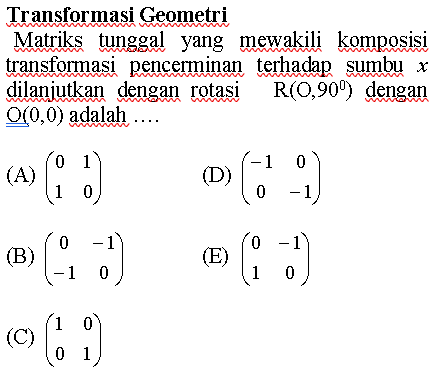 Transformasi Geometri
Matriks tunggal yang mewakili komposisi
transformasi pencerminan terhadap sumbu x
dilanjutkan dengan rotasi R(O,90⁰) dengan
O(0,0) adalah ....
(A) (0 1
1 0)
(D) (−1 0
0 −1)
(B) (0 −1
−1 0)
(E) (0 −1
1 0)
(C) (1 0
0 1)